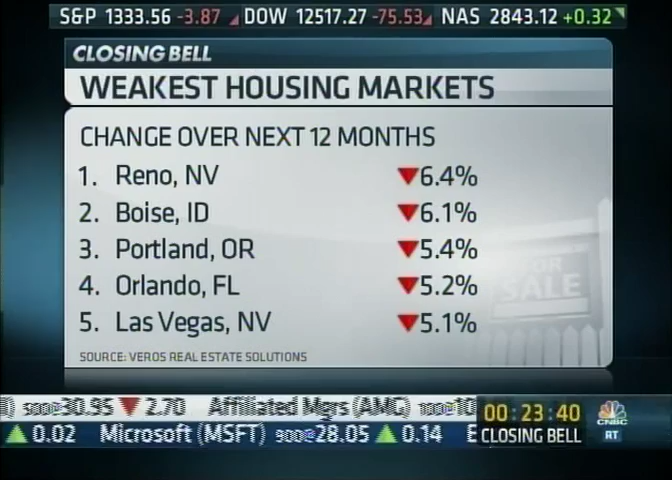 S&P 1333.56 -3.87 DOW 12517.27 -75.53 NAS 2843.12 +0.32
CLOSING BELL
WEAKEST HOUSING MARKETS
CHANGE OVER NEXT 12 MONTHS
1. Reno, NV ▼6.4%
2. Boise, ID ▼6.1%
3. Portland, OR ▼5.4%
4. Orlando, FL ▼5.2%
5. Las Vegas, NV ▼5.1%
SALE
SOURCE: VEROS REAL ESTATE SOLUTIONS
30.95 ▼ 2.70 Affiliated Mgrs (AMG)
▲ 0.02 Microsoft (MSFT) 28.05 ▲ 0.14 E
00:23:40
CLOSING BELL
CNBC
RT